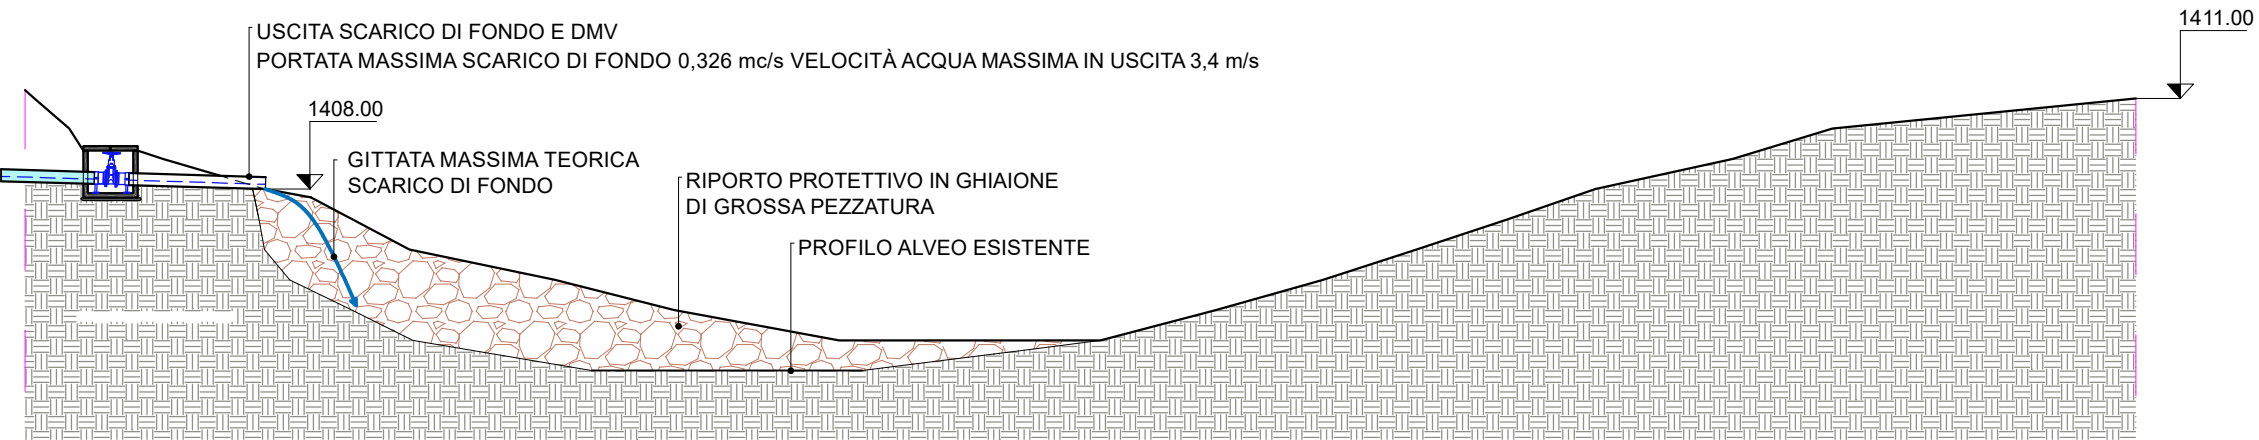 1411.00
USCITA SCARICO DI FONDO E DMV
PORTATA MASSIMA SCARICO DI FONDO 0,326 mc/s VELOCITÀ ACQUA MASSIMA IN USCITA 3,4 m/s
1408.00
GITTATA MASSIMA TEORICA
SCARICO DI FONDO
RIPORTO PROTETTIVO IN GHIAIONE
DI GROSSA PEZZATURA
PROFILO ALVEO ESISTENTE